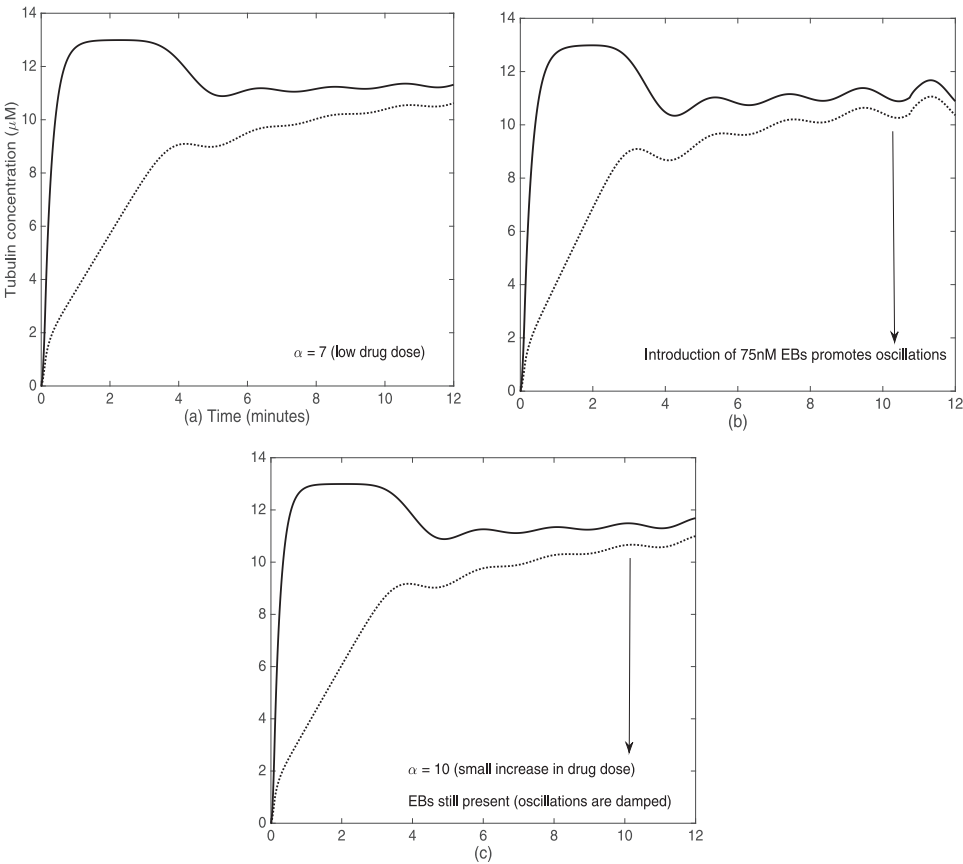 14
12
10
8
6
4
2
0
Tubulin concentration (μM)
α = 7 (low drug dose)
0 2 4 6 8 10 12
(a) Time (minutes)
14
12
10
8
6
4
2
0
Introduction of 75nM EBs promotes oscillations
0 2 4 6 8 10 12
(b)
14
12
10
8
6
4
2
0
α = 10 (small increase in drug dose)
EBs still present (oscillations are damped)
0 2 4 6 8 10 12
(c)